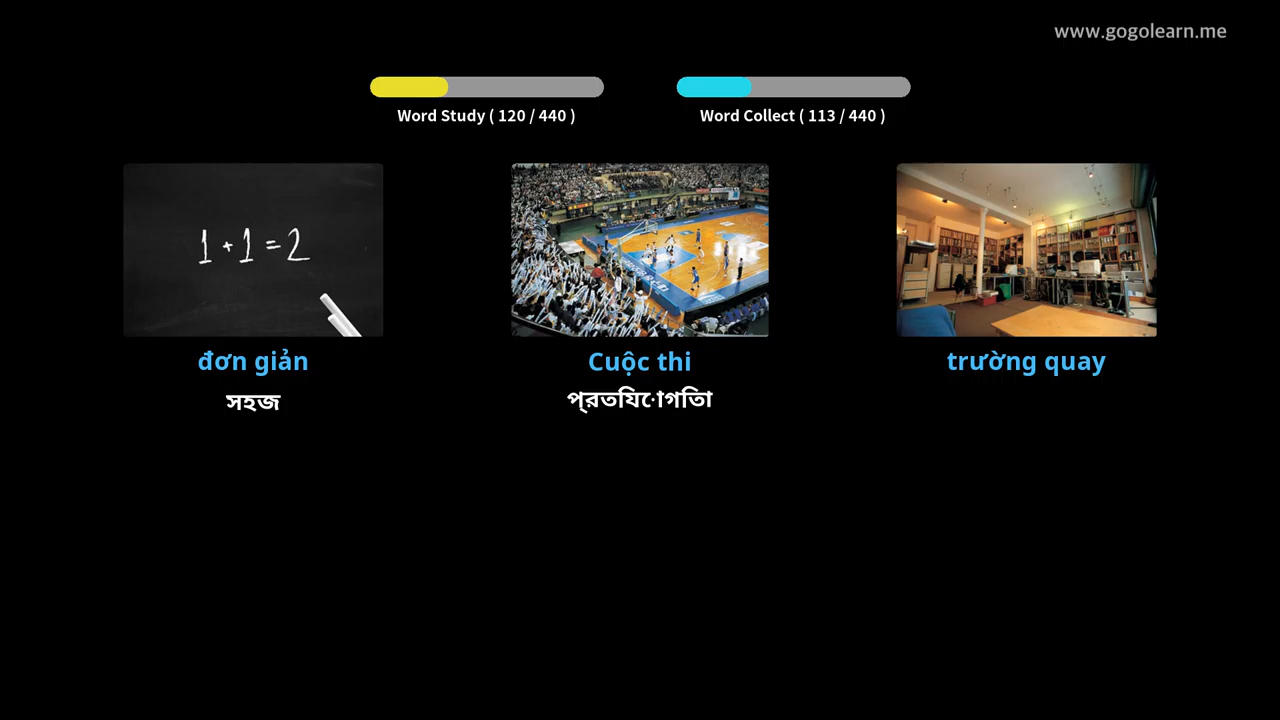 www.gogolearn.me
Word Study ( 120 / 440 )
Word Collect ( 113 / 440 )
1 + 1 = 2
đơn giản
Cuộc thi
trường quay
সহজ
প্রতিযোগিতা